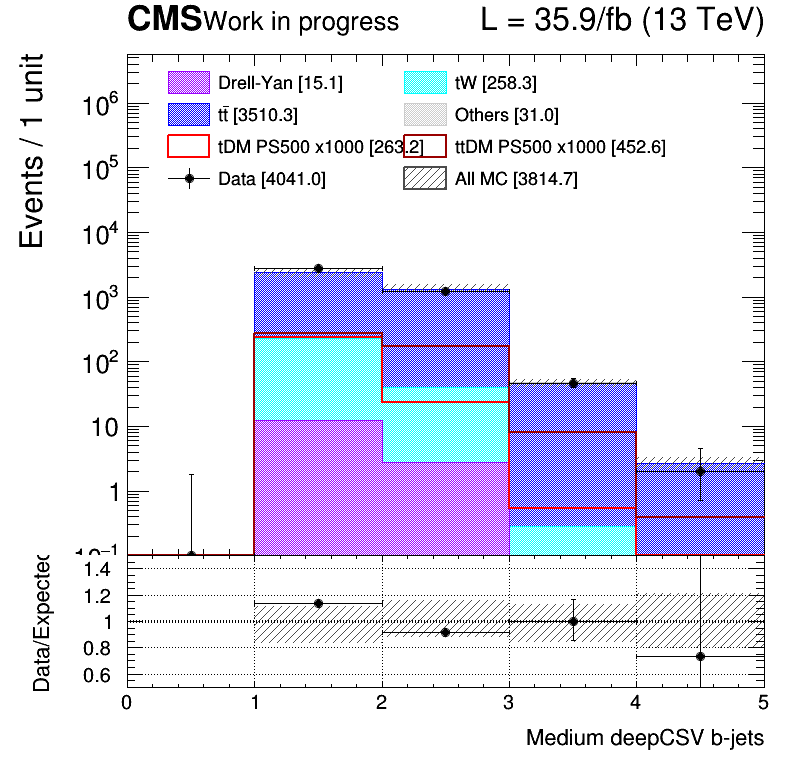 CMS Work in progress L = 35.9/fb (13 TeV)
Events / 1 unit
Drell-Yan [15.1] tW [258.3]
tt̄ [3510.3] Others [31.0]
tDM PS500 x1000 [263.2] ttDM PS500 x1000 [452.6]
Data [4041.0] All MC [3814.7]
10⁶
10⁵
10⁴
10³
10²
10
1
10⁻¹
Data/Expected
1.4
1.2
1
0.8
0.6
0 1 2 3 4 5
Medium deepCSV b-jets